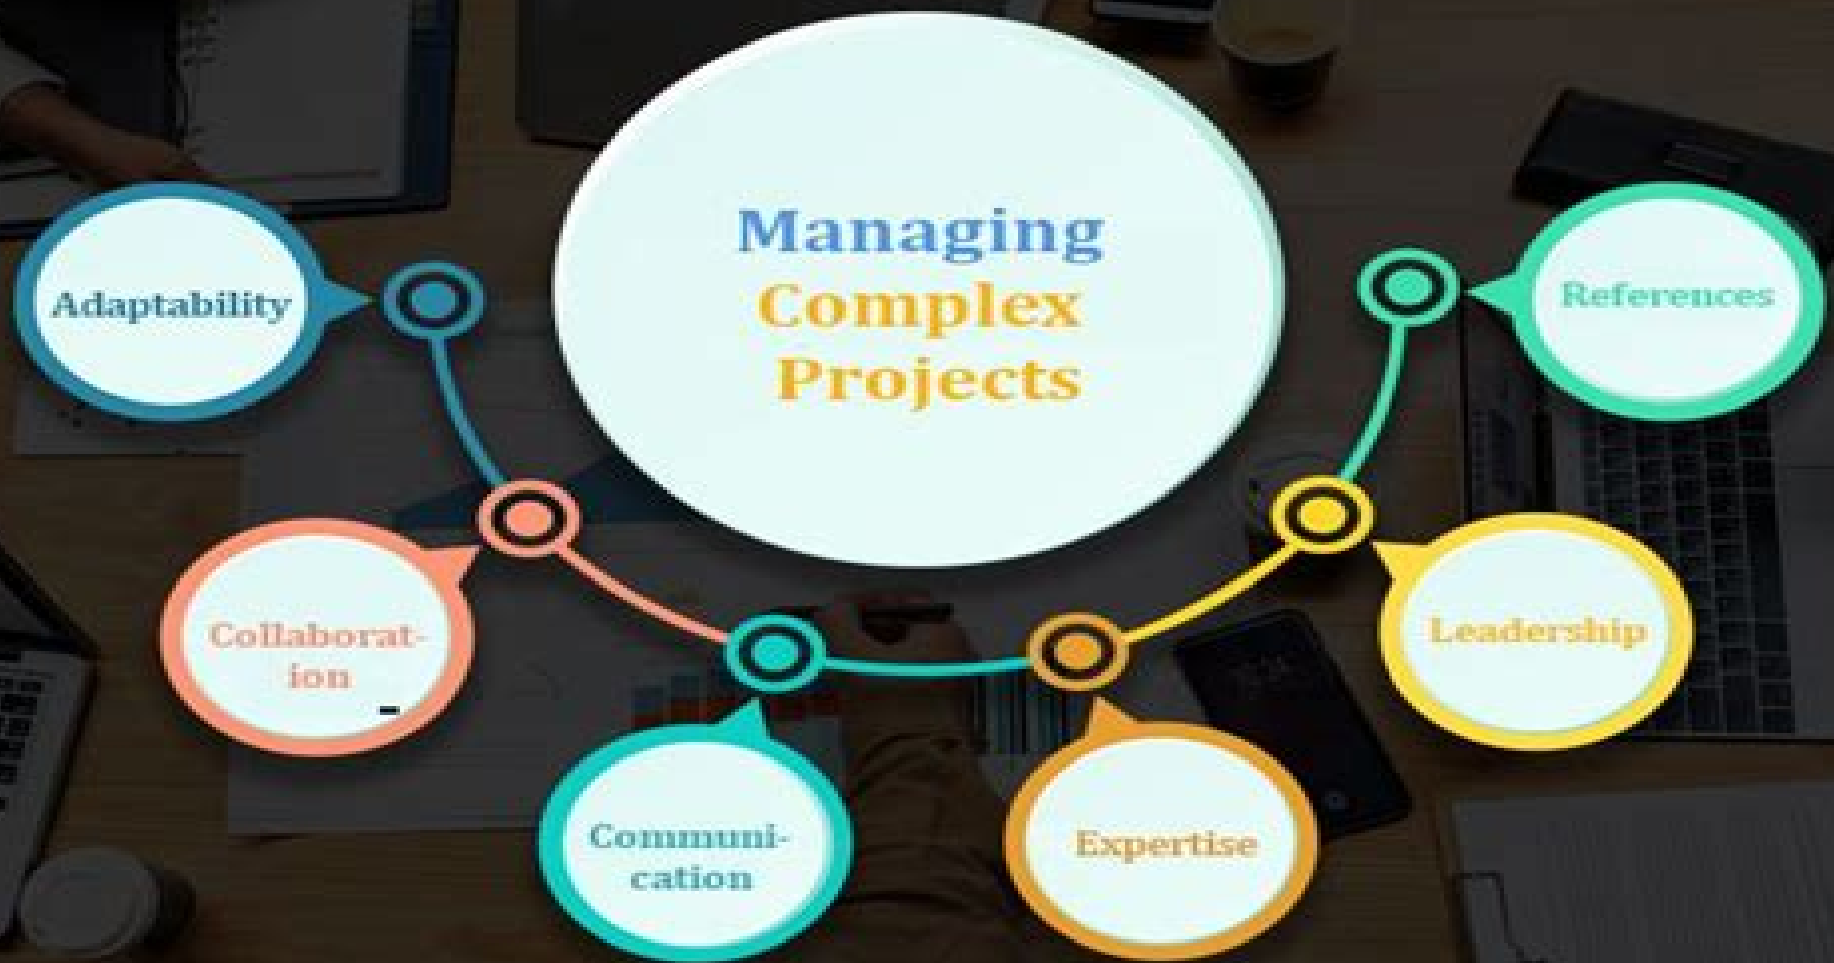 Managing
Complex
Projects
Adaptability
Collaborat-
ion
Communi-
cation
Expertise
Leadership
References